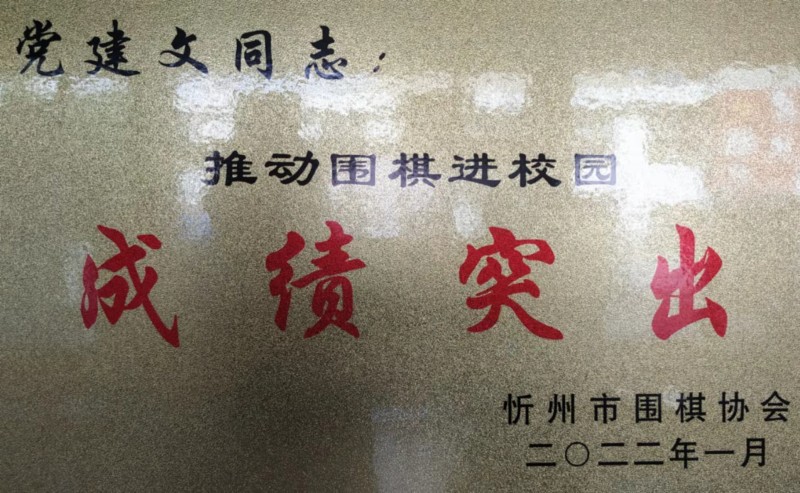 党建文同志：
推动围棋进校园
成绩突出
忻州市围棋协会
二〇二二年一月